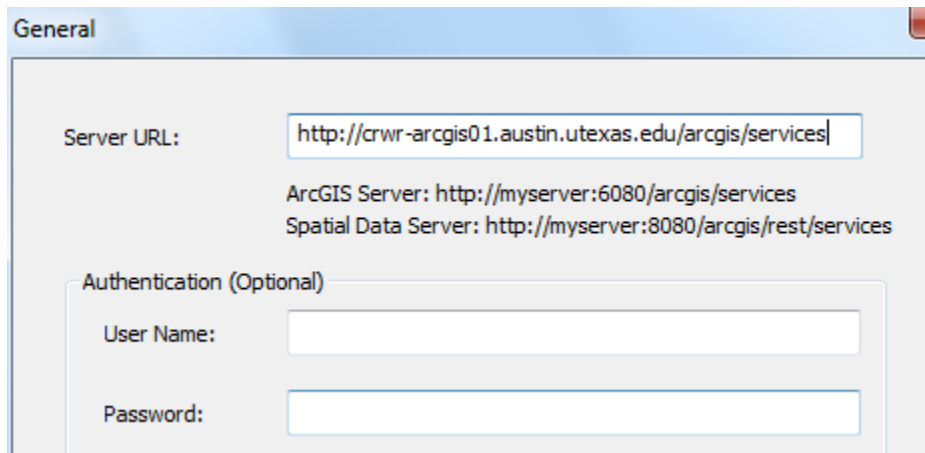 General
Server URL: http://crwr-arcgis01.austin.utexas.edu/arcgis/services
ArcGIS Server: http://myserver:6080/arcgis/services
Spatial Data Server: http://myserver:8080/arcgis/rest/services
Authentication (Optional)
User Name:
Password: